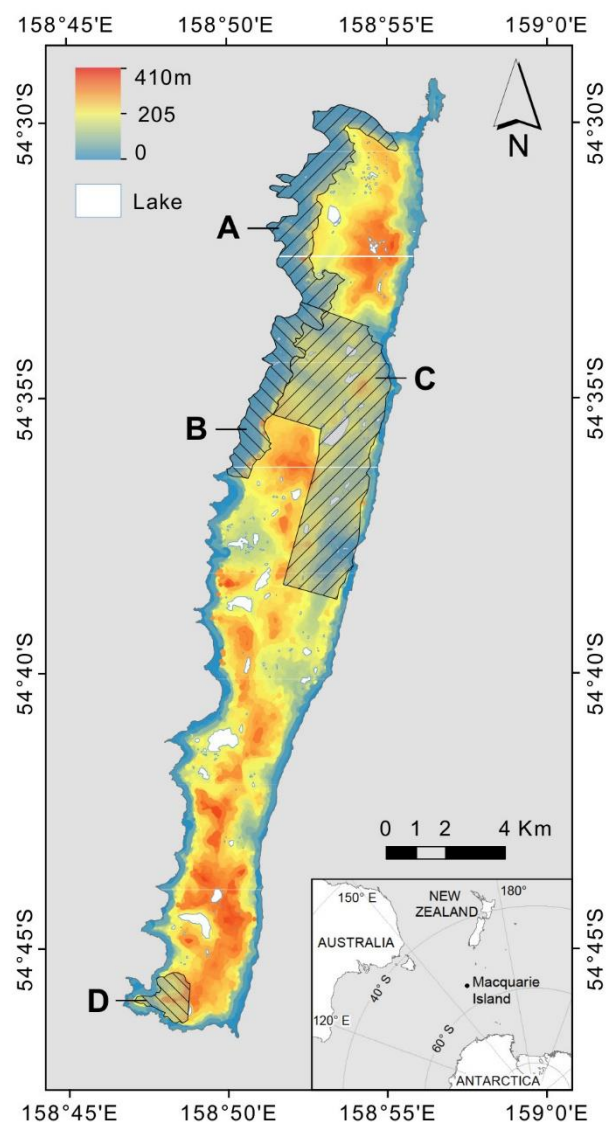 158°45'E 158°50'E 158°55'E 159°0'E
410m
205
0
Lake
N
54°30'S 54°30'S
A
54°35'S 54°35'S
C
B
54°40'S 54°40'S
0 1 2 4 Km
54°45'S 54°45'S
D
150° E
NEW
ZEALAND
180°
AUSTRALIA
40° S
Macquarie
Island
120° E
60° S
ANTARCTICA
158°45'E 158°50'E 158°55'E 159°0'E